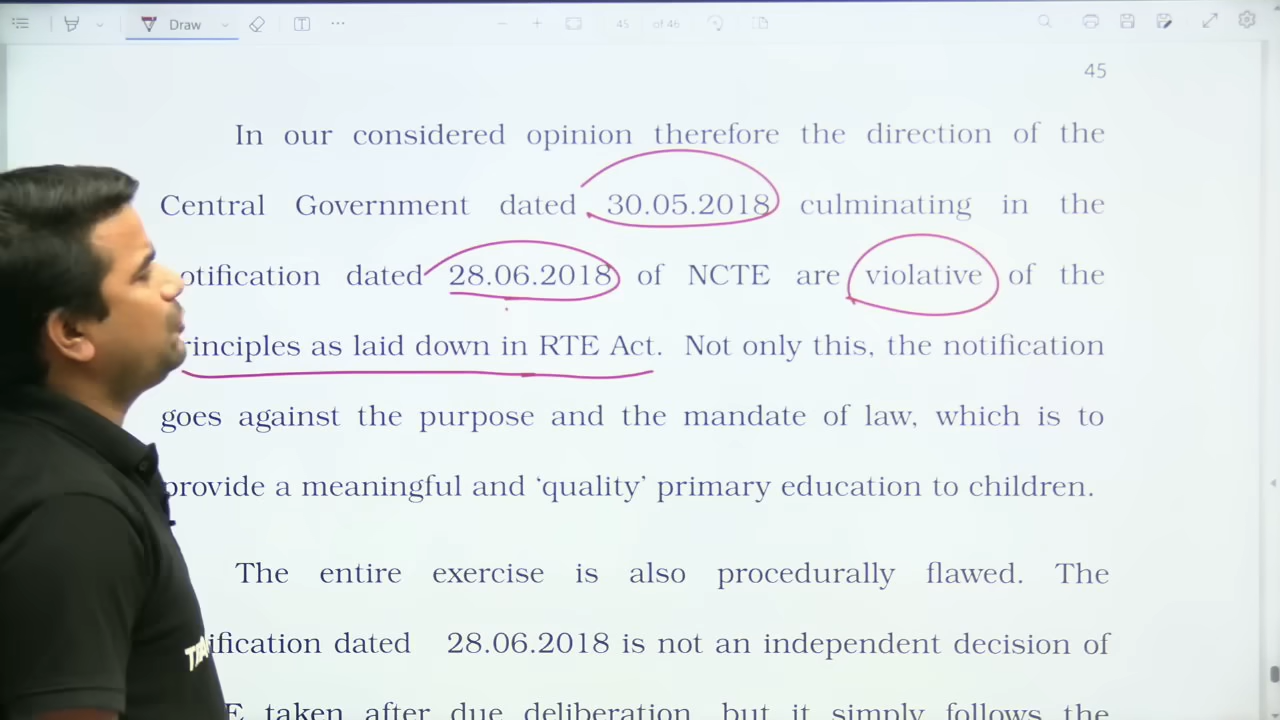 Draw
45 of 46
45
In our considered opinion therefore the direction of the
Central Government dated 30.05.2018 culminating in the
otification dated 28.06.2018 of NCTE are violative of the
rinciples as laid down in RTE Act. Not only this, the notification
goes against the purpose and the mandate of law, which is to
provide a meaningful and ‘quality’ primary education to children.
The entire exercise is also procedurally flawed. The
ification dated 28.06.2018 is not an independent decision of
E taken after due deliberation, but it simply follows the